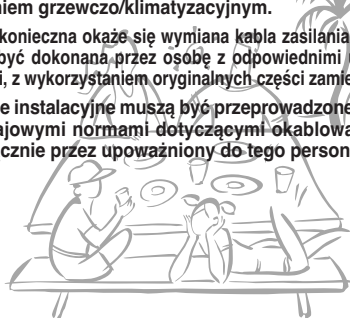 niem grzewczo/klimatyzacyjnym.
konieczna okaże się wymiana kabla zasilania
być dokonana przez osobę z odpowiednimi
i, z wykorzystaniem oryginalnych części zamie
e instalacyjne muszą być przeprowadzone
ajowymi normami dotyczącymi okablowa
cznie przez upoważniony do tego person